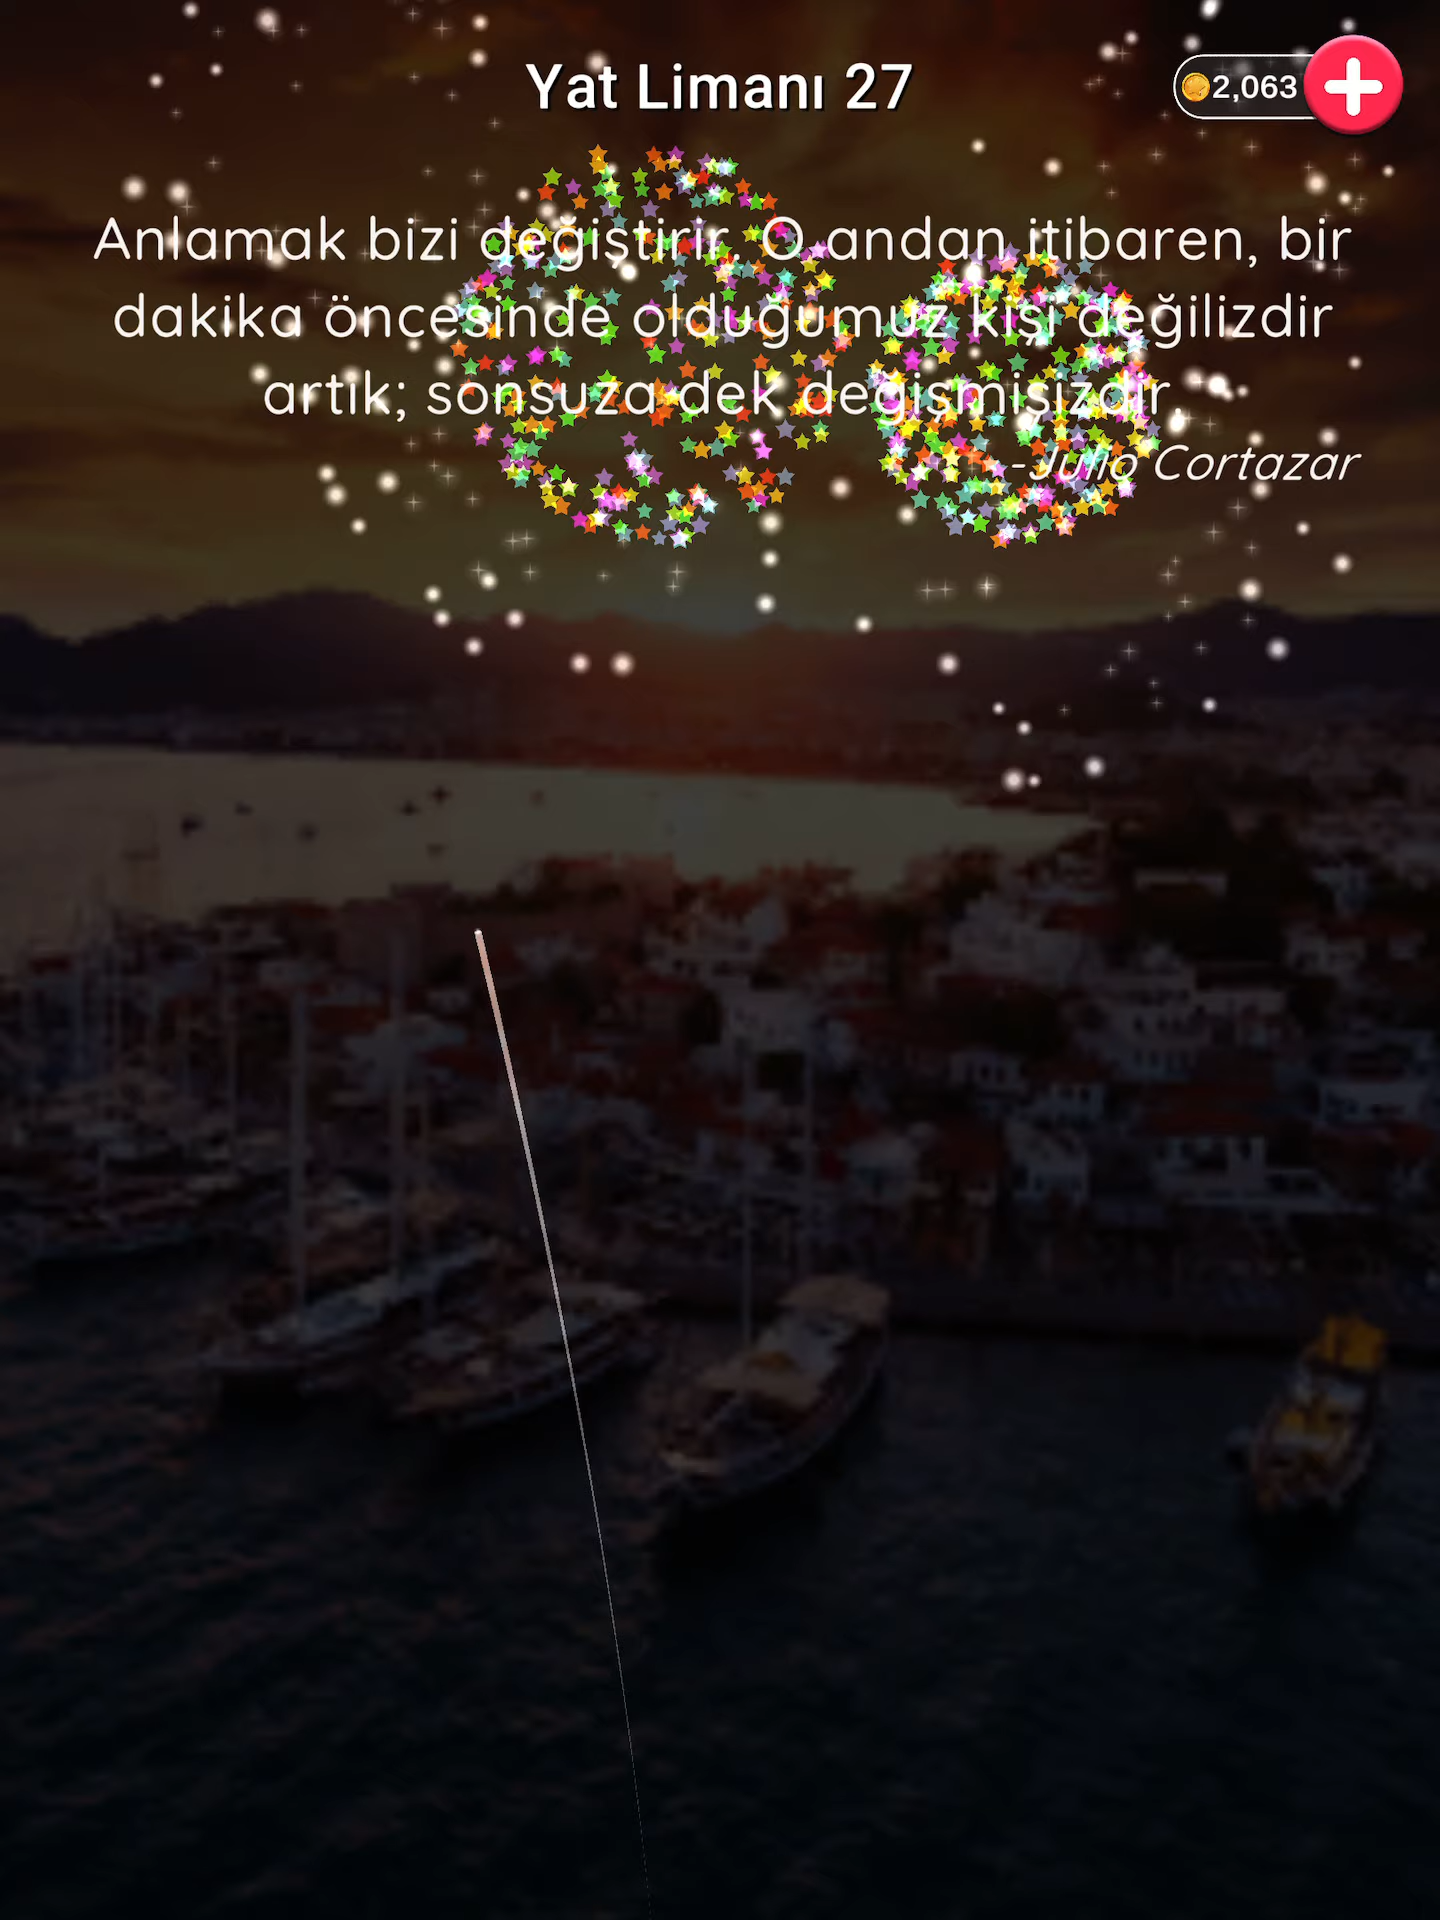 Yat Limanı 27
2,063
Anlamak bizi değiştirir. O andan itibaren, bir
dakika öncesinde olduğumuz kişi değilizdir
artık; sonsuza dek değişmişizdir.
-Julio Cortazar